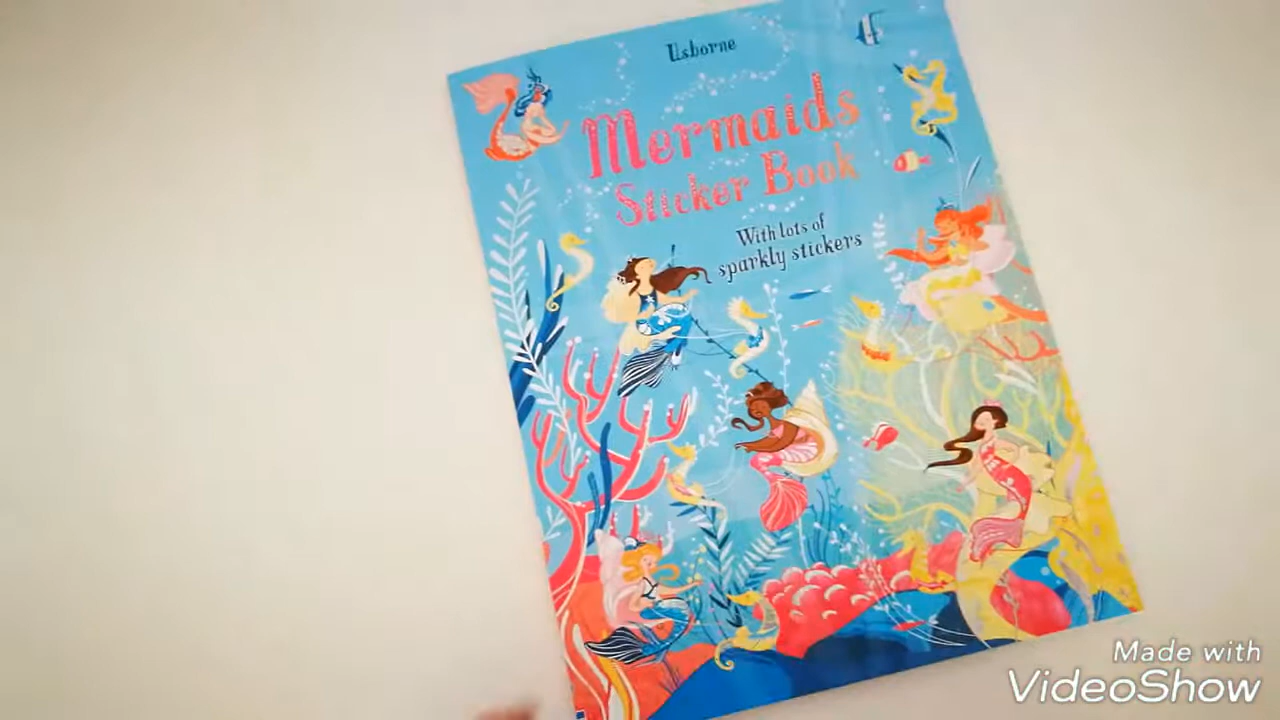 Usborne
Mermaids
Sticker Book
With lots of
sparkly stickers
Made with
VideoShow